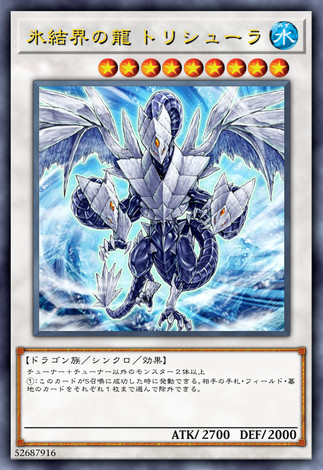 氷結界の龍 トリシューラ
水
【ドラゴン族／シンクロ／効果】
チューナー＋チューナー以外のモンスター２体以上
①：このカードがS召喚に成功した時に発動できる。相手の手札・フィールド・墓
地のカードをそれぞれ１枚まで選んで除外できる。
ATK/ 2700 DEF/ 2000
52687916